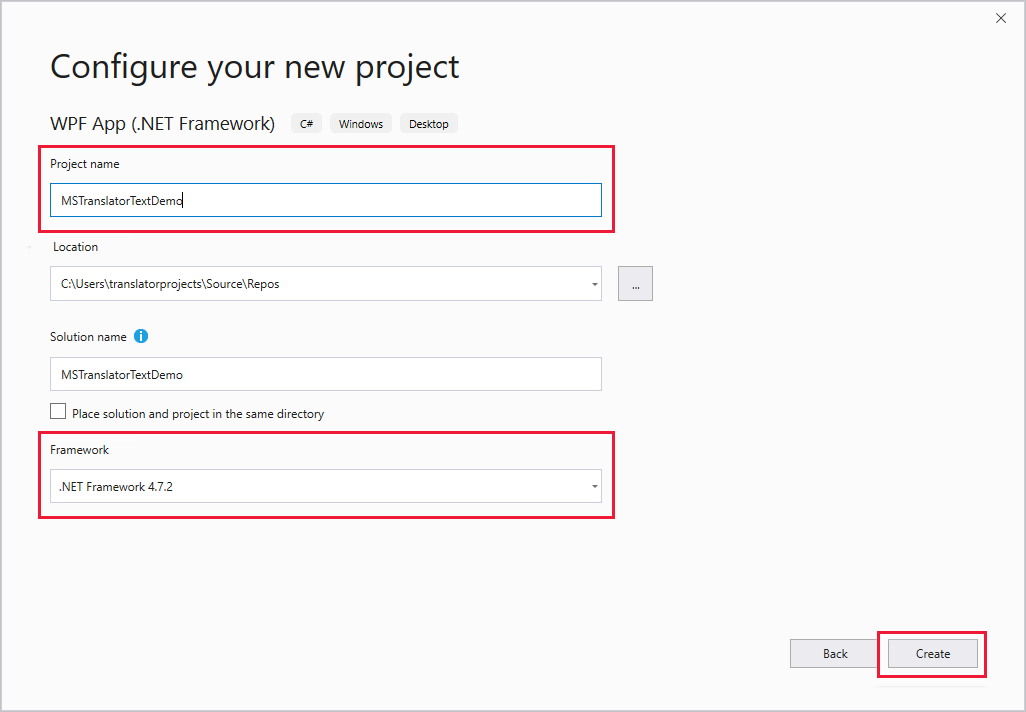 Configure your new project
WPF App (.NET Framework) C# Windows Desktop
Project name
MSTranslatorTextDemo
Location
C:\Users\translatorprojects\Source\Repos
...
Solution name
MSTranslatorTextDemo
Place solution and project in the same directory
Framework
.NET Framework 4.7.2
Back Create